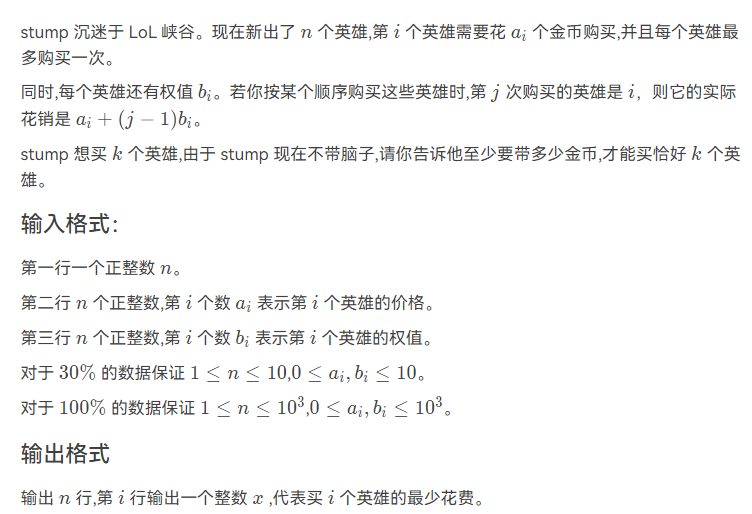 stump 沉迷于 LoL 峡谷。现在新出了 n 个英雄,第 i 个英雄需要花 a_i 个金币购买,并且每个英雄最
多购买一次。
同时,每个英雄还有权值 b_i。若你按某个顺序购买这些英雄时,第 j 次购买的英雄是 i，则它的实际
花销是 a_i + (j − 1)b_i。
stump 想买 k 个英雄,由于 stump 现在不带脑子,请你告诉他至少要带多少金币,才能买恰好 k 个英
雄。
输入格式：
第一行一个正整数 n。
第二行 n 个正整数,第 i 个数 a_i 表示第 i 个英雄的价格。
第三行 n 个正整数,第 i 个数 b_i 表示第 i 个英雄的权值。
对于 30% 的数据保证 1 ≤ n ≤ 10,0 ≤ a_i, b_i ≤ 10。
对于 100% 的数据保证 1 ≤ n ≤ 10^3,0 ≤ a_i, b_i ≤ 10^3。
输出格式
输出 n 行,第 i 行输出一个整数 x ,代表买 i 个英雄的最少花费。